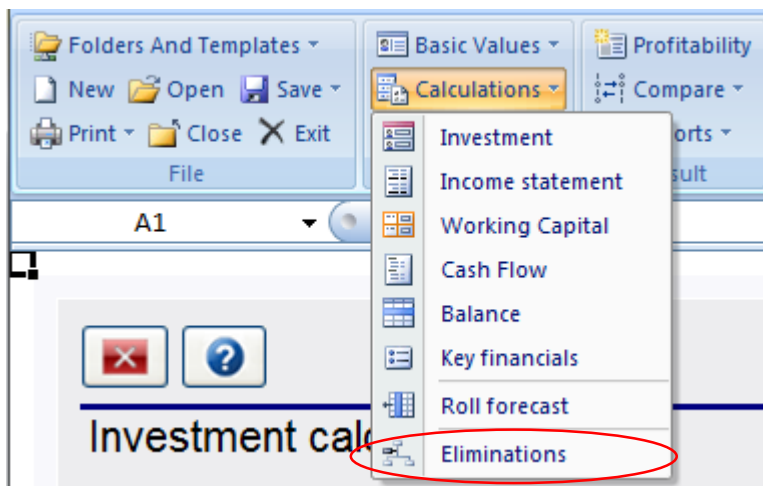 Folders And Templates
Basic Values
Profitability
New Open Save
Calculations
Compare
Print Close Exit
orts
File
sult
A1
Investment
Income statement
Working Capital
Cash Flow
Balance
Key financials
Roll forecast
Eliminations
Investment calc